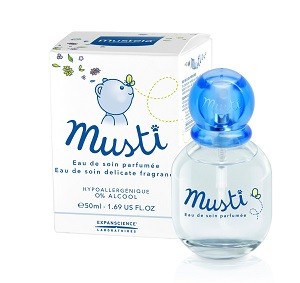 Mustela
musti
Eau de soin parfumée
Eau de soin delicate fragrance
HYPOALLERGÉNIQUE
0% ALCOOL
e 50ml - 1.69 US FL.OZ
EXPANSCIENCE
LABORATOIRES
musti
Eau de soin parfumée